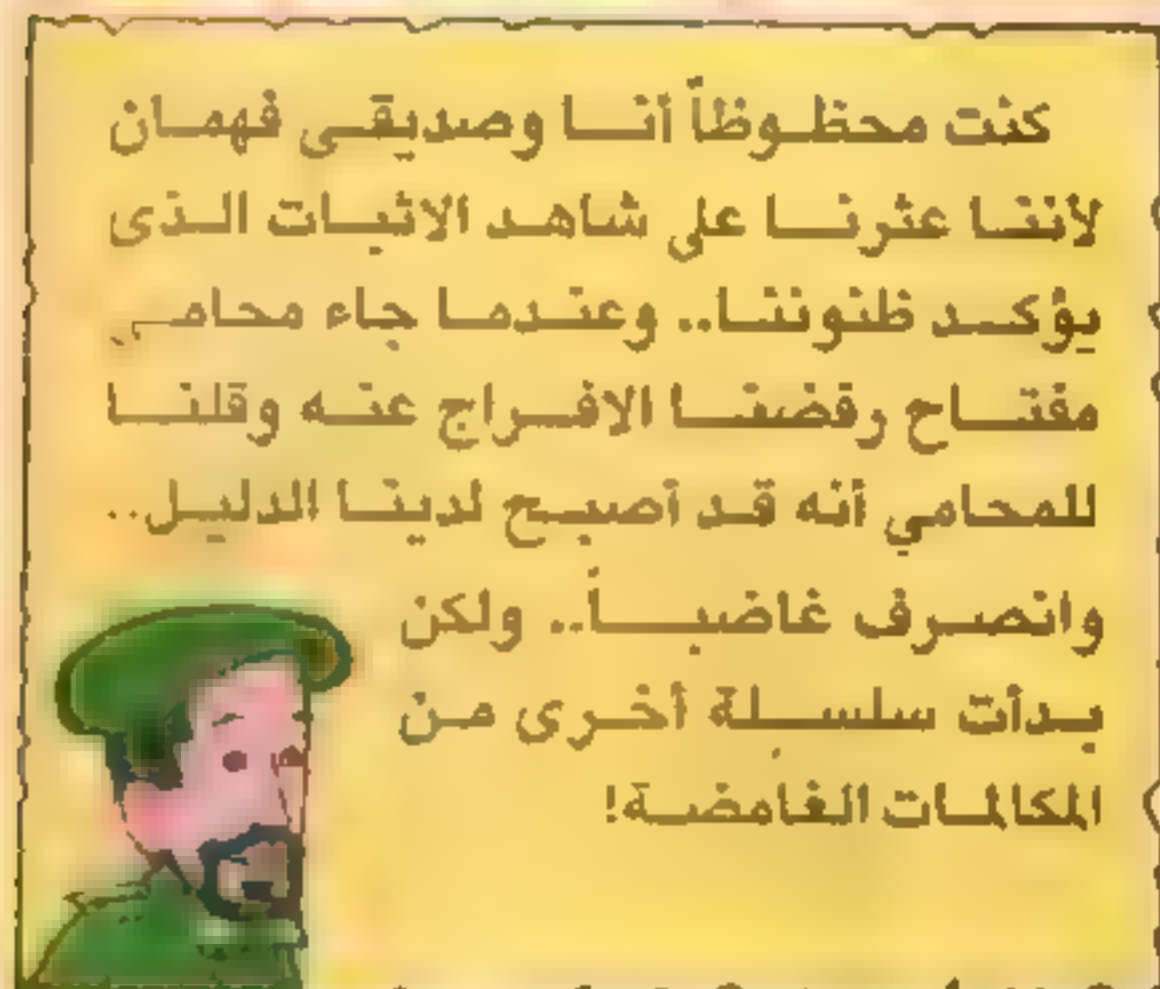 كنت محظوظاً أنا وصديقى فهمان
لأننا عثرنا على شاهد الاثبات الذى
يؤكد ظنوننا.. وعندما جاء محامى
مفتاح رفضنا الافراج عنه وقلنا
للمحامي أنه قد أصبح لدينا الدليل..
وانصرف غاضباً.. ولكن
بدأت سلسلة أخرى من
المكالمات الغامضة!